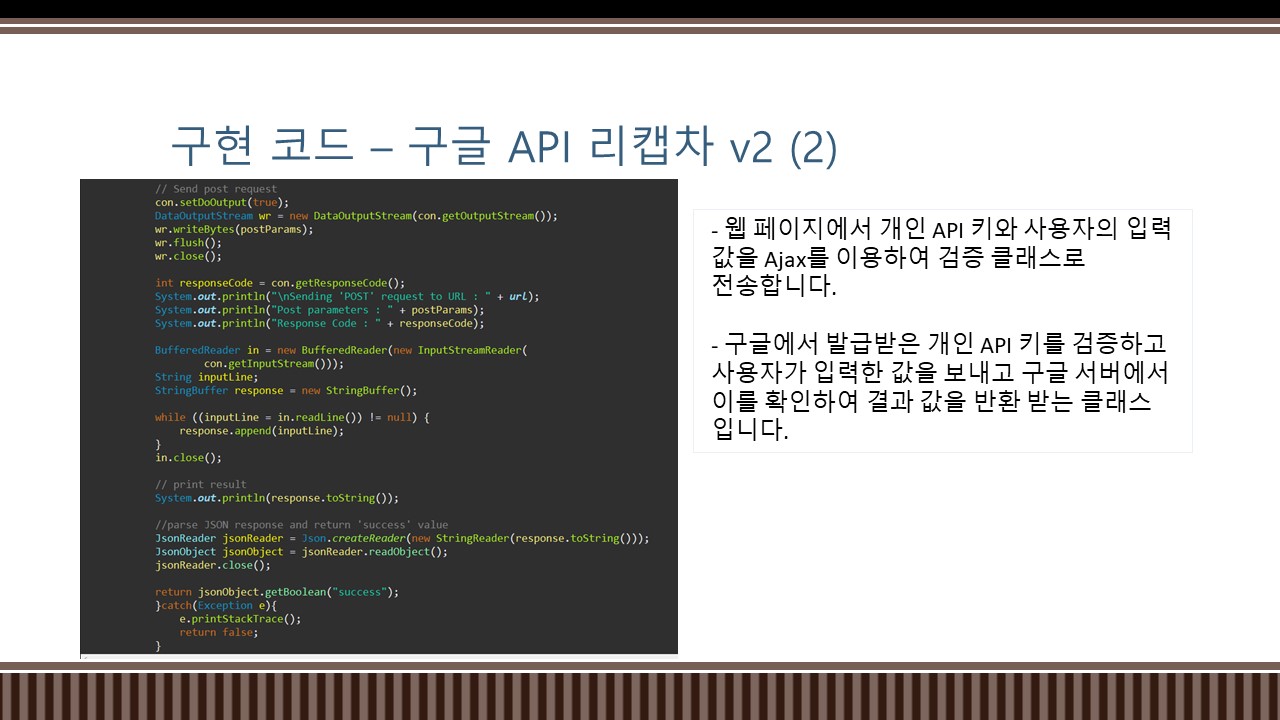 구현 코드 – 구글 API 리캡차 v2 (2)
// Send post request
con.setDoOutput(true);
DataOutputStream wr = new DataOutputStream(con.getOutputStream());
wr.writeBytes(postParams);
wr.flush();
wr.close();
int responseCode = con.getResponseCode();
System.out.println("\nSending 'POST' request to URL : " + url);
System.out.println("Post parameters : " + postParams);
System.out.println("Response Code : " + responseCode);
BufferedReader in = new BufferedReader(new InputStreamReader(
con.getInputStream()));
String inputLine;
StringBuffer response = new StringBuffer();
while ((inputLine = in.readLine()) != null) {
response.append(inputLine);
}
in.close();
// print result
System.out.println(response.toString());
//parse JSON response and return 'success' value
JsonReader jsonReader = Json.createReader(new StringReader(response.toString()));
JsonObject jsonObject = jsonReader.readObject();
jsonReader.close();
return jsonObject.getBoolean("success");
}catch(Exception e){
e.printStackTrace();
return false;
}
- 웹 페이지에서 개인 API 키와 사용자의 입력
값을 Ajax를 이용하여 검증 클래스로
전송합니다.
- 구글에서 발급받은 개인 API 키를 검증하고
사용자가 입력한 값을 보내고 구글 서버에서
이를 확인하여 결과 값을 반환 받는 클래스
입니다.